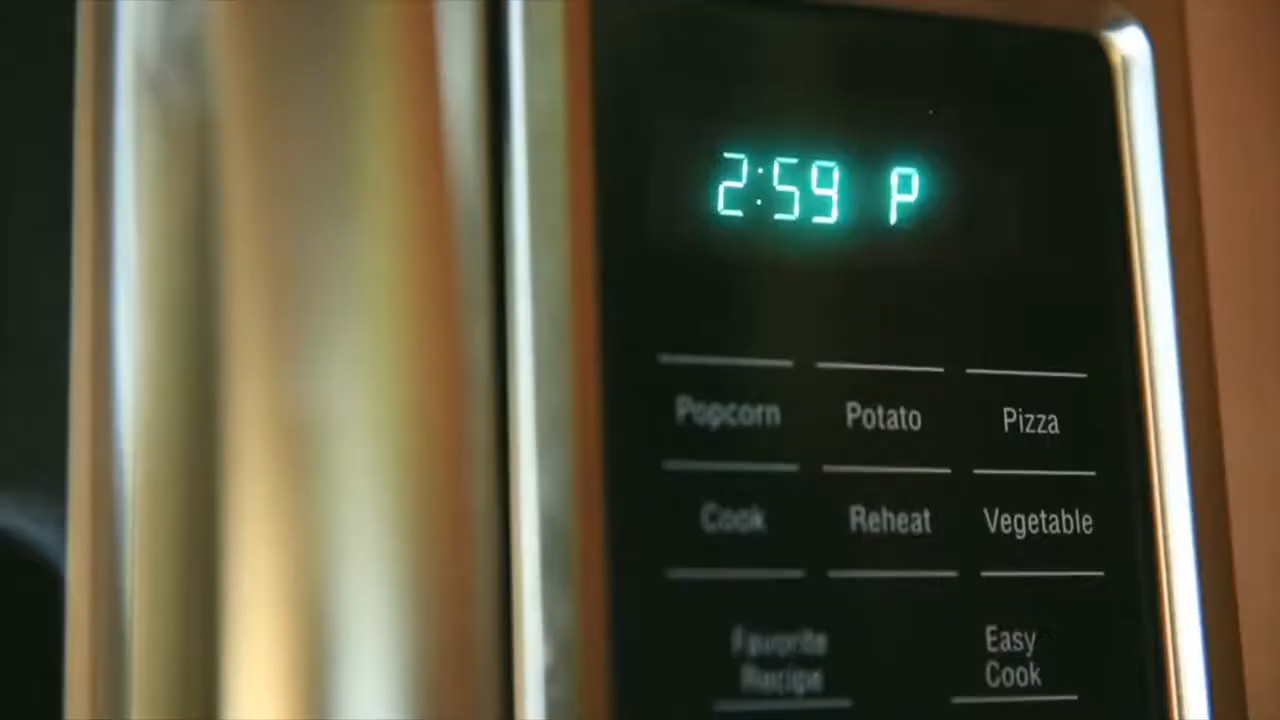 2:59 P
Popcorn Potato Pizza
Cook Reheat Vegetable
Favorite Easy
Recipe Cook